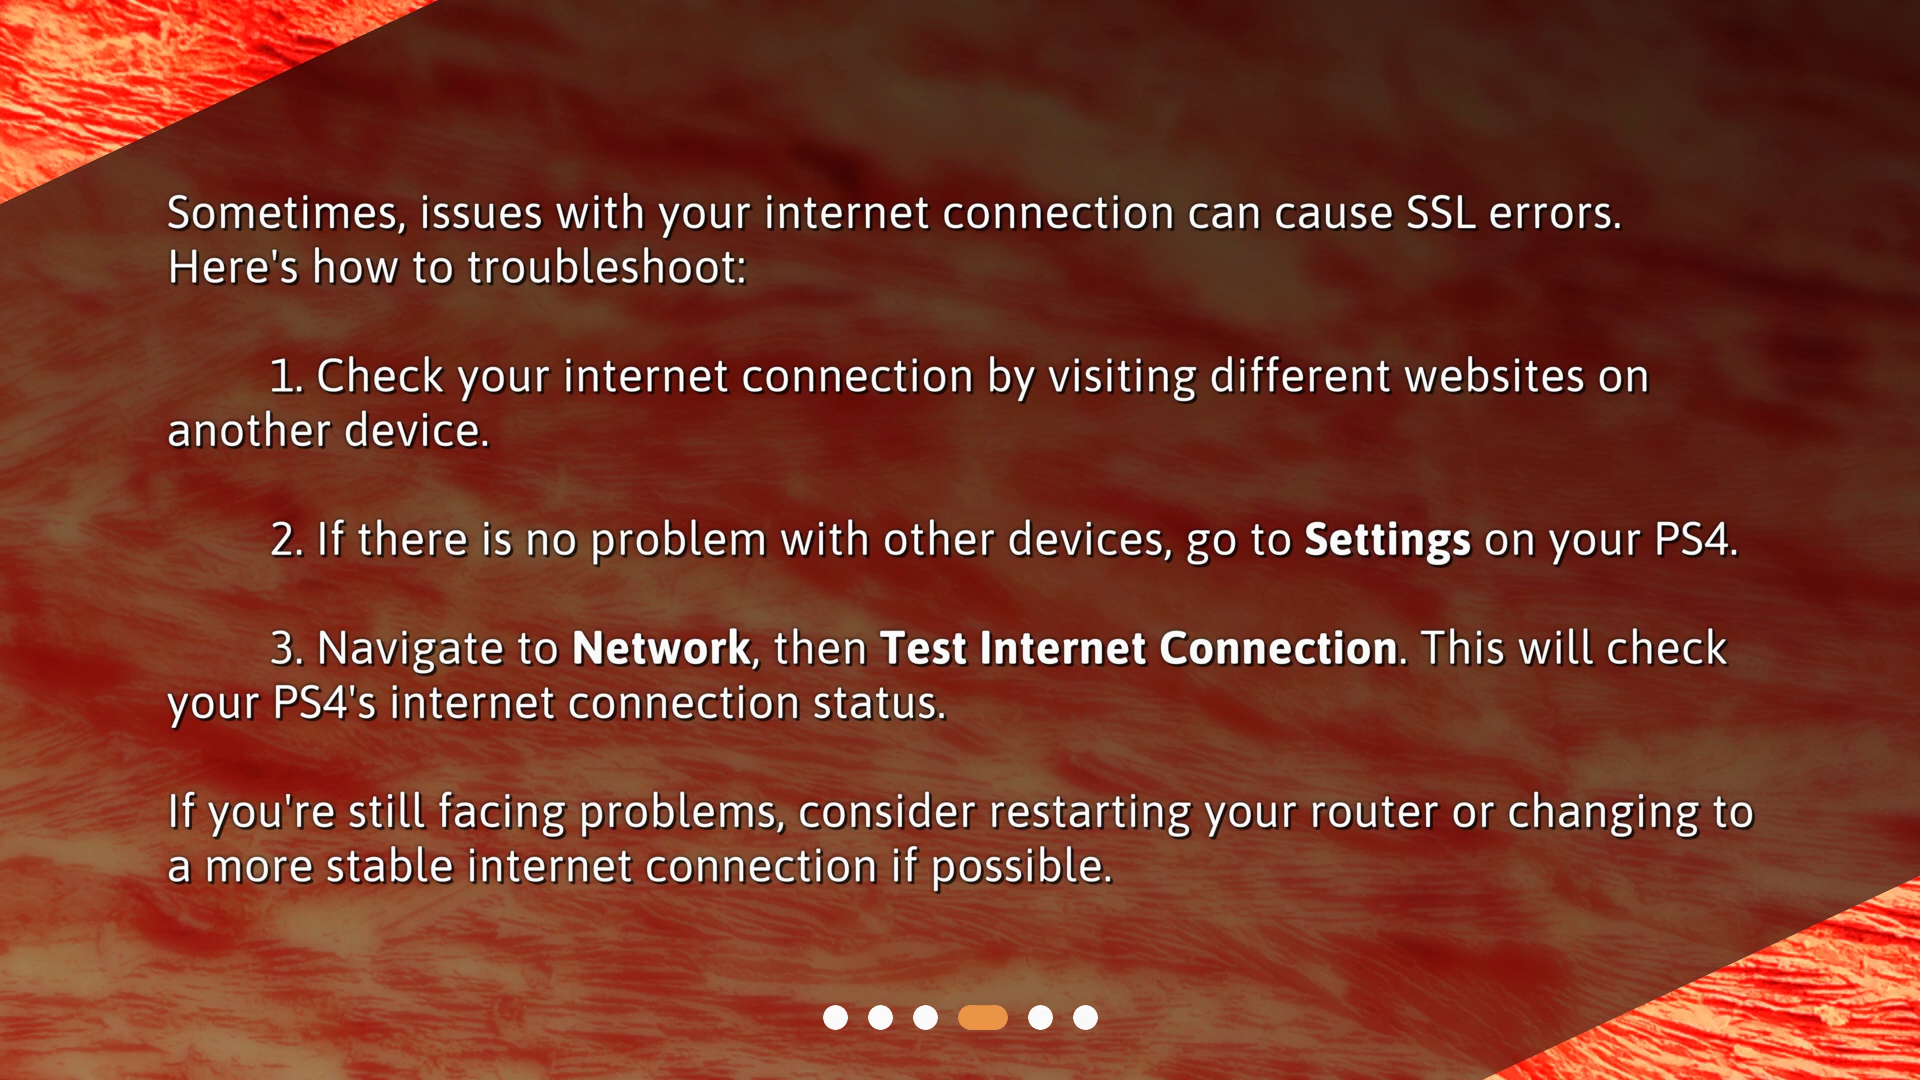 Sometimes, issues with your internet connection can cause SSL errors.
Here's how to troubleshoot:
1. Check your internet connection by visiting different websites on
another device.
2. If there is no problem with other devices, go to Settings on your PS4.
3. Navigate to Network, then Test Internet Connection. This will check
your PS4's internet connection status.
If you're still facing problems, consider restarting your router or changing to
a more stable internet connection if possible.